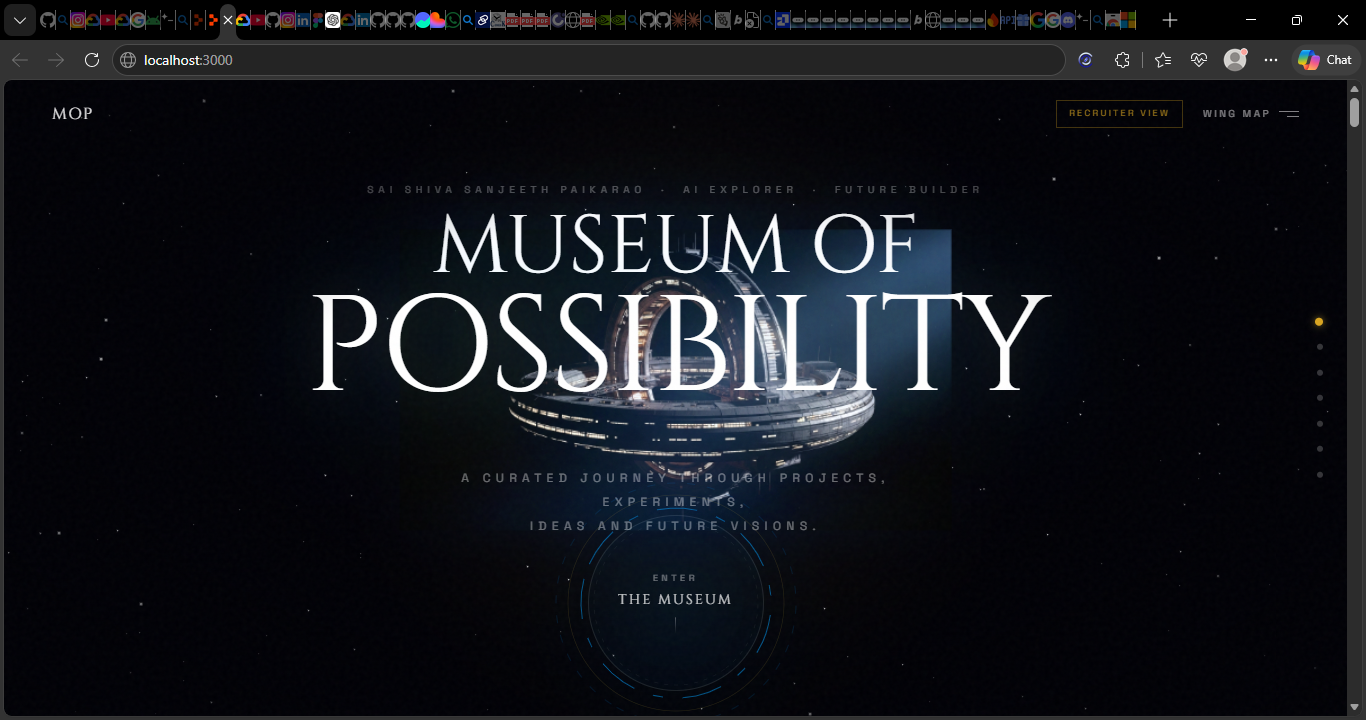 localhost:3000
Chat
MOP
RECRUITER VIEW
WING MAP
SAI SHIVA SANJEETH PAIKARAO · AI EXPLORER · FUTURE BUILDER
MUSEUM OF
POSSIBILITY
A CURATED JOURNEY THROUGH PROJECTS,
EXPERIMENTS,
IDEAS AND FUTURE VISIONS.
ENTER
THE MUSEUM